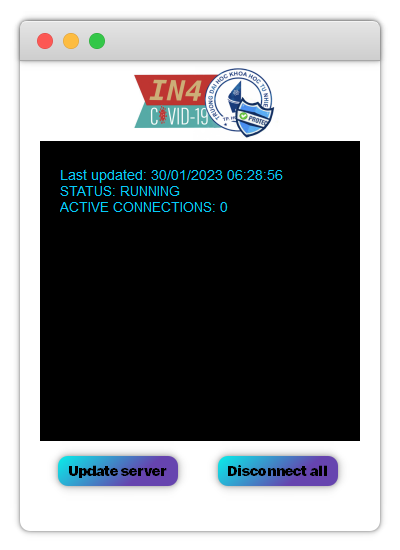 IN4
COVID-19
TRƯỜNG ĐẠI HỌC KHOA HỌC TỰ NHIÊN
PROTEC
Last updated: 30/01/2023 06:28:56
STATUS: RUNNING
ACTIVE CONNECTIONS: 0
Update server
Disconnect all